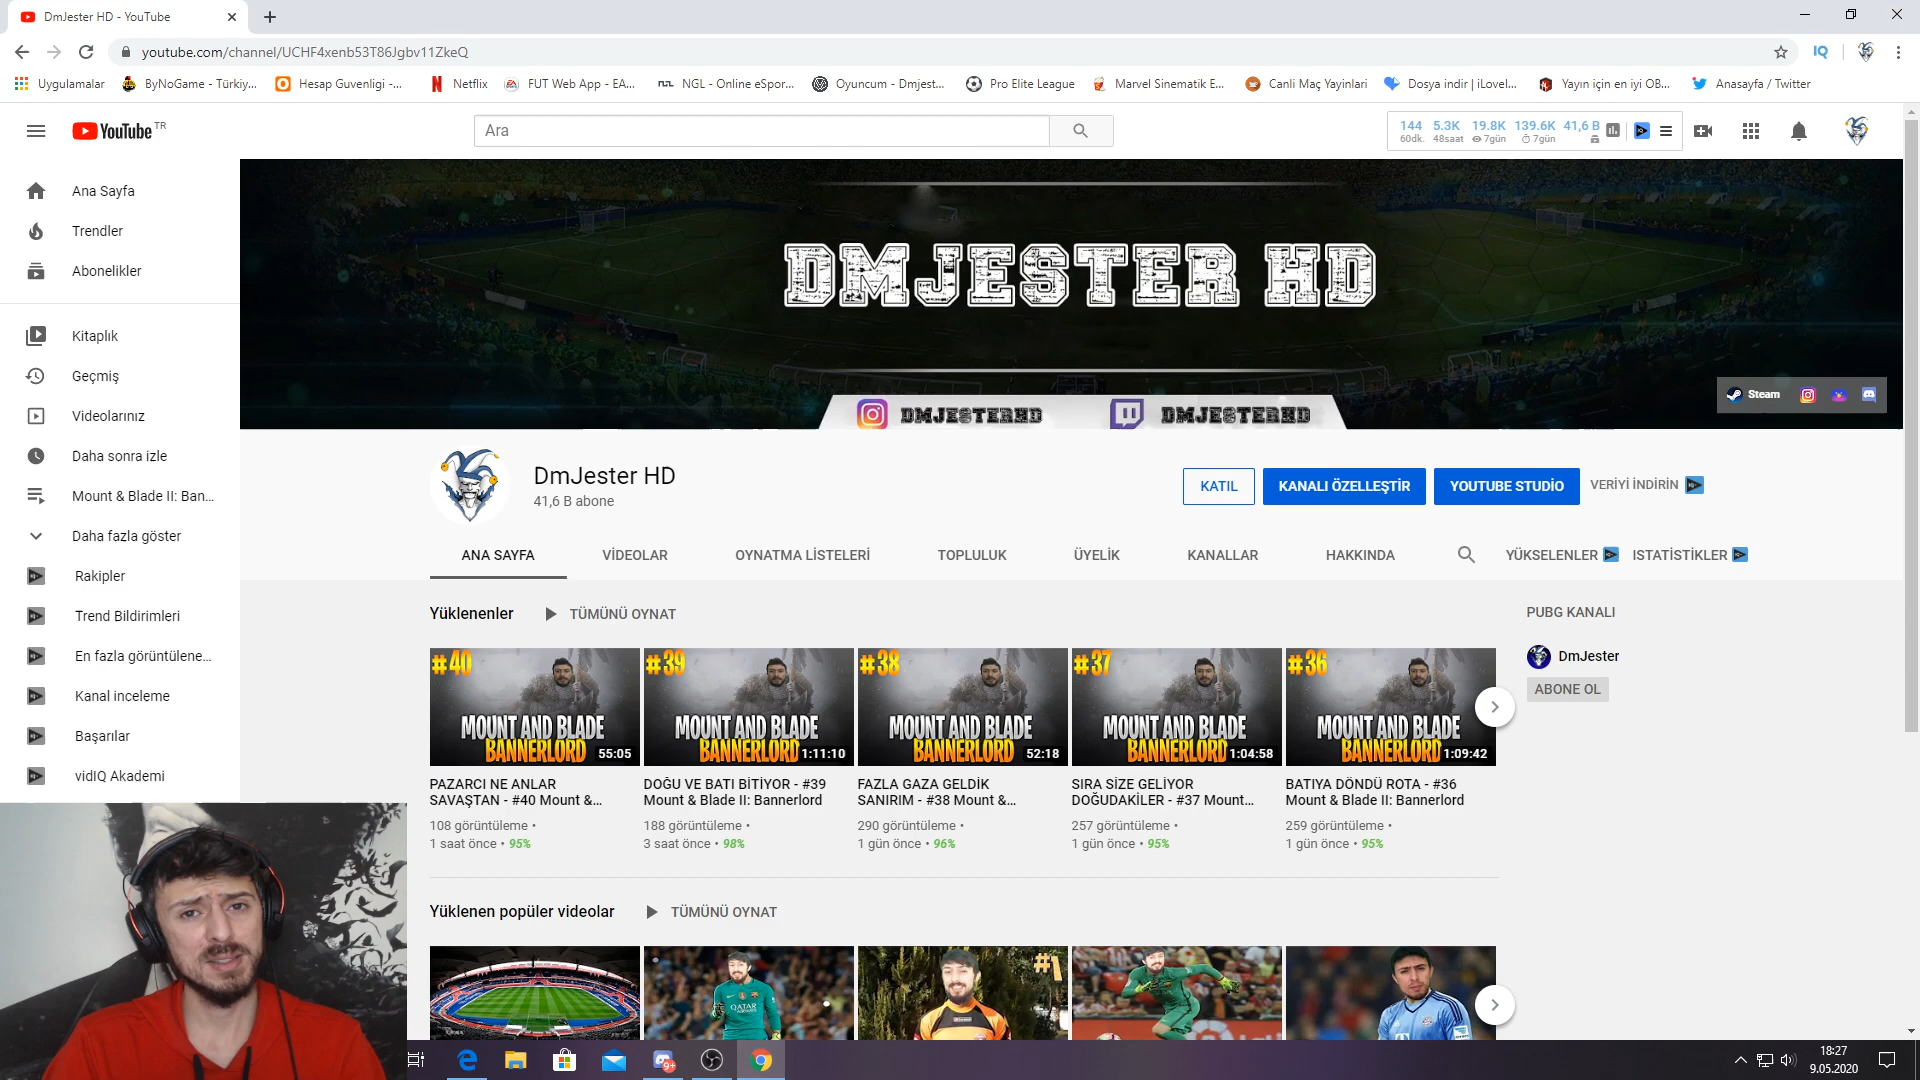 DmJester HD - YouTube
youtube.com/channel/UCHF4xenb53T86Jgbv11ZkeQ
IQ
Uygulamalar
ByNoGame - Türkiy...
Hesap Guvenligi -...
Netflix
FUT Web App - EA...
NGL - Online eSpor...
Oyuncum - Dmjest...
Pro Elite League
Marvel Sinematik E...
Canli Maç Yayinlari
Dosya indir | iLovel...
Yayın için en iyi OB...
Anasayfa / Twitter
YouTube TR
Ara
144 5.3K 19.8K 139.6K 41,6 B
60dk. 48saat 7gün 7gün
Ana Sayfa
Trendler
Abonelikler
Kitaplık
Geçmiş
Videolarınız
Daha sonra izle
Mount & Blade II: Ban...
Daha fazla göster
Rakipler
Trend Bildirimleri
En fazla görüntülene...
Kanal inceleme
Başarılar
vidIQ Akademi
DMJESTER HD
DMJESTERHD
DMJESTERHD
Steam
DmJester HD
41,6 B abone
KATIL
KANALI ÖZELLEŞTİR
YOUTUBE STUDIO
VERİYİ İNDİRİN
ANA SAYFA
VİDEOLAR
OYNATMA LİSTELERİ
TOPLULUK
ÜYELİK
KANALLAR
HAKKINDA
YÜKSELENLER
ISTATİSTİKLER
Yüklenenler
TÜMÜNÜ OYNAT
#40
MOUNT AND BLADE
BANNERLORD
55:05
PAZARCI NE ANLAR
SAVAŞTAN - #40 Mount &...
108 görüntüleme •
1 saat önce • 95%
#39
MOUNT AND BLADE
BANNERLORD
1:11:10
DOĞU VE BATI BİTİYOR - #39
Mount & Blade II: Bannerlord
188 görüntüleme •
3 saat önce • 98%
#38
MOUNT AND BLADE
BANNERLORD
52:18
FAZLA GAZA GELDİK
SANIRIM - #38 Mount &...
290 görüntüleme •
1 gün önce • 96%
#37
MOUNT AND BLADE
BANNERLORD
1:04:58
SIRA SİZE GELİYOR
DOĞUDAKİLER - #37 Mount...
257 görüntüleme •
1 gün önce • 95%
#36
MOUNT AND BLADE
BANNERLORD
1:09:42
BATIYA DÖNDÜ ROTA - #36
Mount & Blade II: Bannerlord
259 görüntüleme •
1 gün önce • 95%
PUBG KANALI
DmJester
ABONE OL
Yüklenen popüler videolar
TÜMÜNÜ OYNAT
QATAR
#1
9+
18:27
9.05.2020